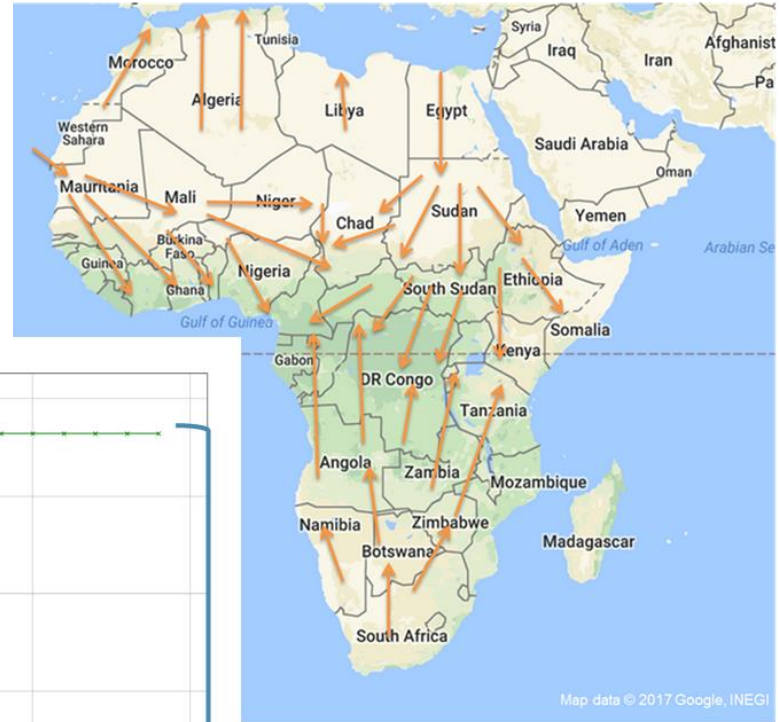 Syria
Tunisia
Iraq
Iran
Afghanist
Morocco
Pa
Algeria
Libya
Egypt
Western
Sahara
Saudi Arabia
Oman
Mauritania
Mali
Niger
Chad
Sudan
Yemen
Burkina
Faso
Gulf of Aden
Arabian Se
Guinea
Nigeria
Ghana
South Sudan
Ethiopia
Gulf of Guinea
Somalia
Gabon
Kenya
DR Congo
Tanzania
Angola
Zambia
Mozambique
Namibia
Zimbabwe
Madagascar
Botswana
South Africa
Map data © 2017 Google, INEGI